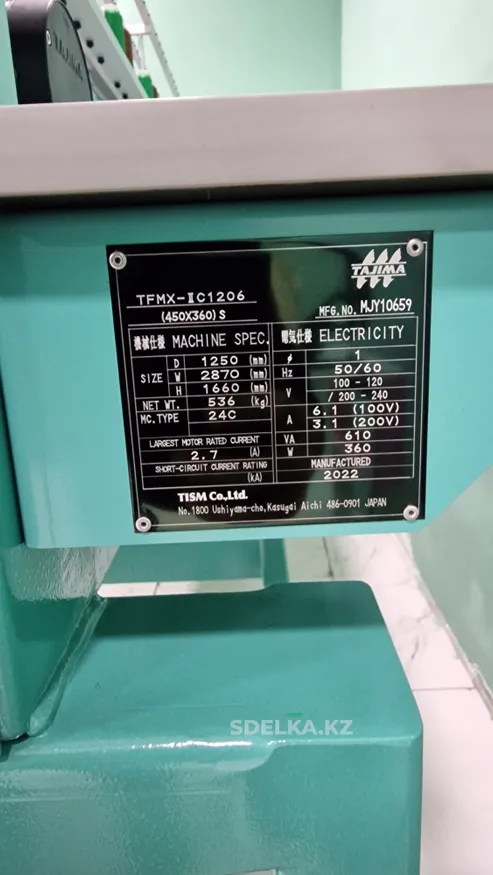 TAJIMA
TAJIMA
TFMX-ⅡC1206
(450X360) S
MFG. NO. MJY10659
機械仕様 MACHINE SPEC.
SIZE
D 1250 (mm)
W 2870 (mm)
H 1660 (mm)
NET WT. 536 (kg)
MC. TYPE 24C
LARGEST MOTOR RATED CURRENT
2.7 (A)
SHORT-CIRCUIT CURRENT RATING
(kA)
電気仕様 ELECTRICITY
φ 1
Hz 50/60
V 100 - 120
/ 200 - 240
A 6.1 (100V)
3.1 (200V)
VA 610
W 360
MANUFACTURED
2022
TISM Co., Ltd.
No. 1800 Ushiyama-cho, Kasugai Aichi 486-0901 JAPAN
SDELKA.KZ